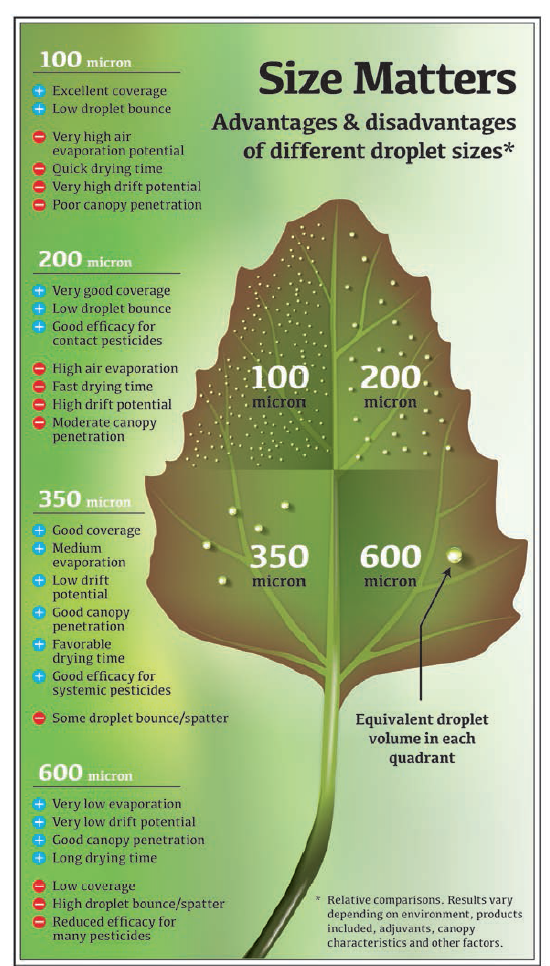 Size Matters
Advantages & disadvantages
of different droplet sizes*
100 micron
Excellent coverage
Low droplet bounce
Very high air
evaporation potential
Quick drying time
Very high drift potential
Poor canopy penetration
200 micron
Very good coverage
Low droplet bounce
Good efficacy for
contact pesticides
High air evaporation
Fast drying time
High drift potential
Moderate canopy
penetration
350 micron
Good coverage
Medium
evaporation
Low drift
potential
Good canopy
penetration
Favorable
drying time
Good efficacy for
systemic pesticides
Some droplet bounce/spatter
600 micron
Very low evaporation
Very low drift potential
Good canopy penetration
Long drying time
Low coverage
High droplet bounce/spatter
Reduced efficacy for
many pesticides
100
micron
200
micron
350
micron
600
micron
Equivalent droplet
volume in each
quadrant
* Relative comparisons. Results vary
depending on environment, products
included, adjuvants, canopy
characteristics and other factors.